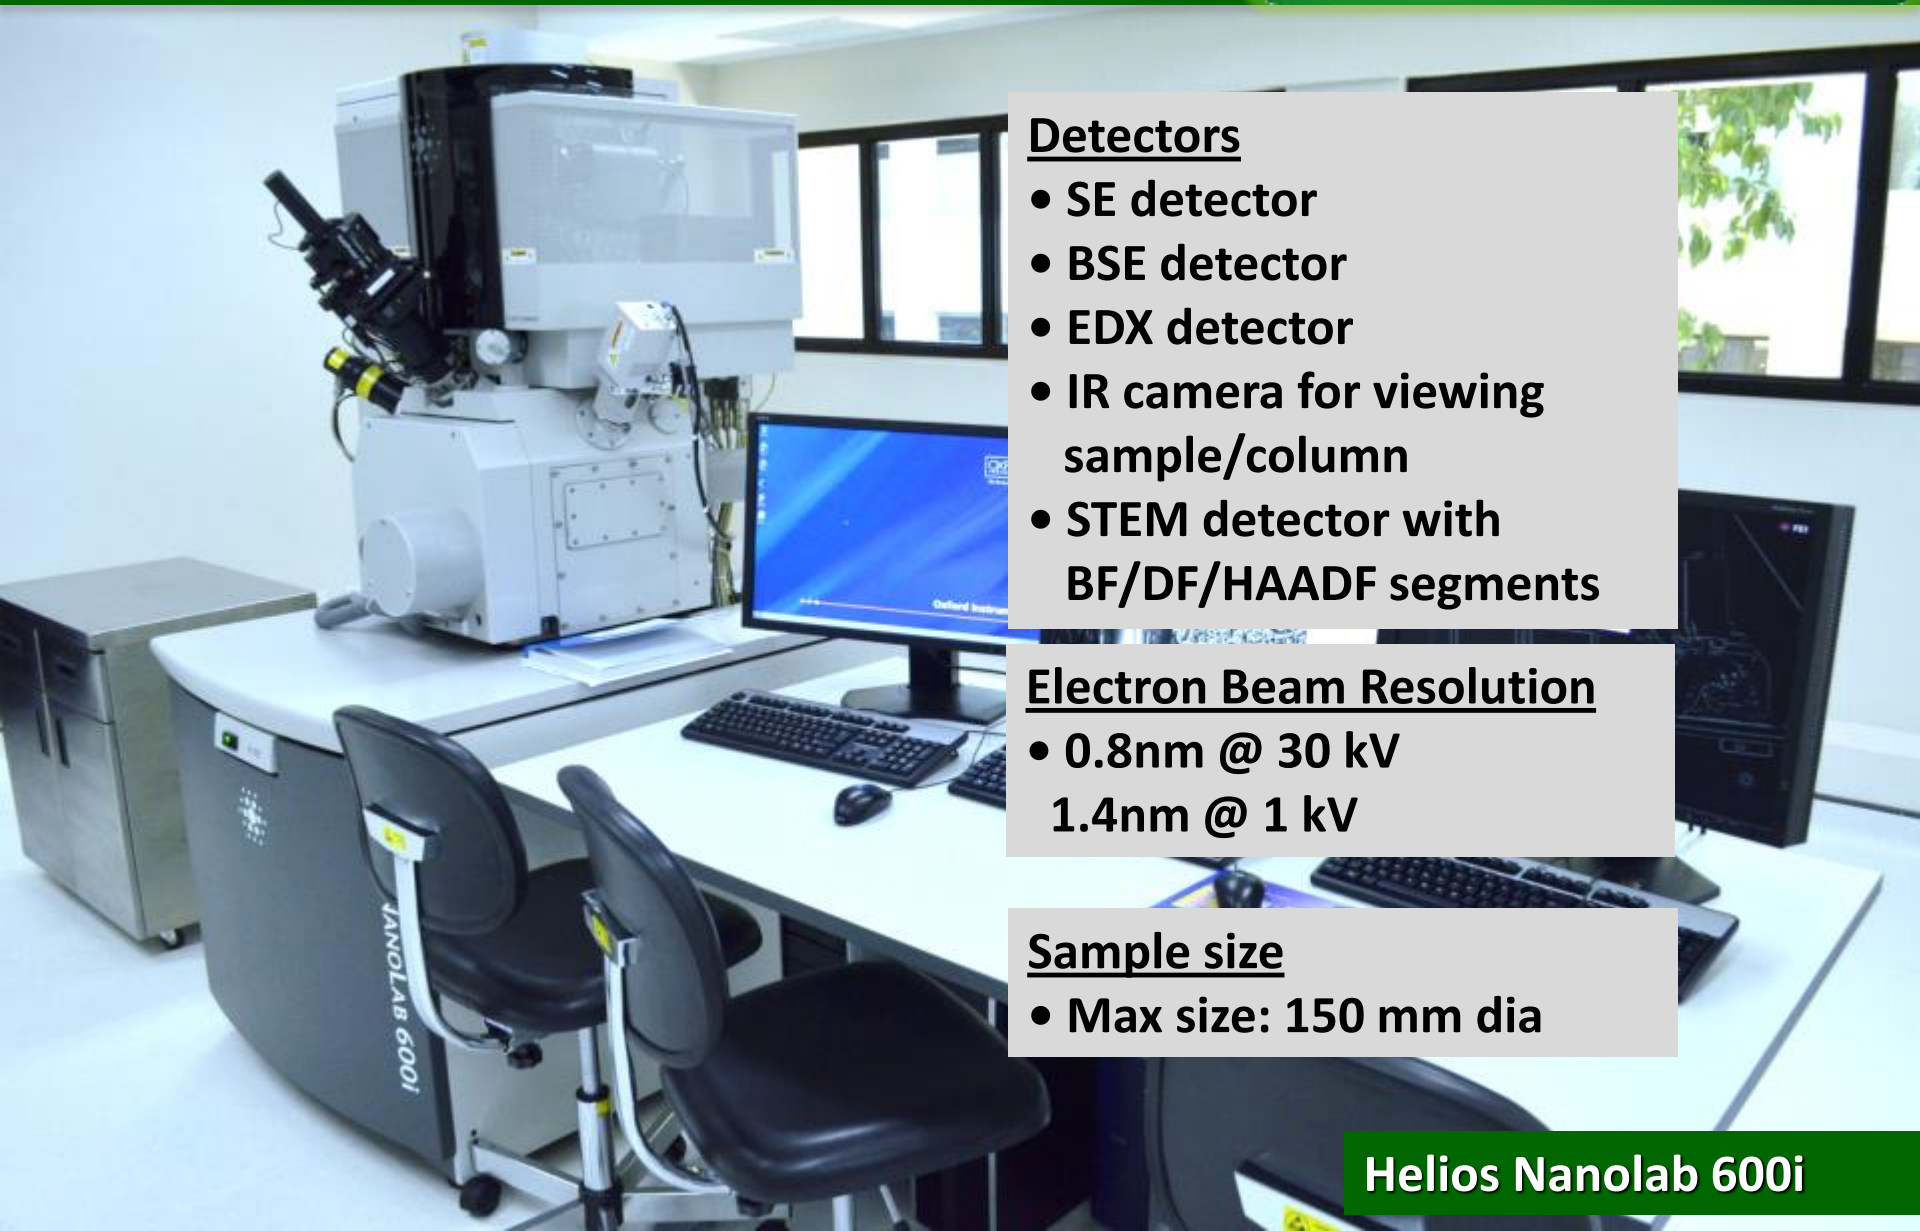 Detectors
• SE detector
• BSE detector
• EDX detector
• IR camera for viewing
sample/column
• STEM detector with
BF/DF/HAADF segments
Electron Beam Resolution
• 0.8nm @ 30 kV
1.4nm @ 1 kV
Sample size
• Max size: 150 mm dia
Helios Nanolab 600i
NANOLAB 600i
FEI